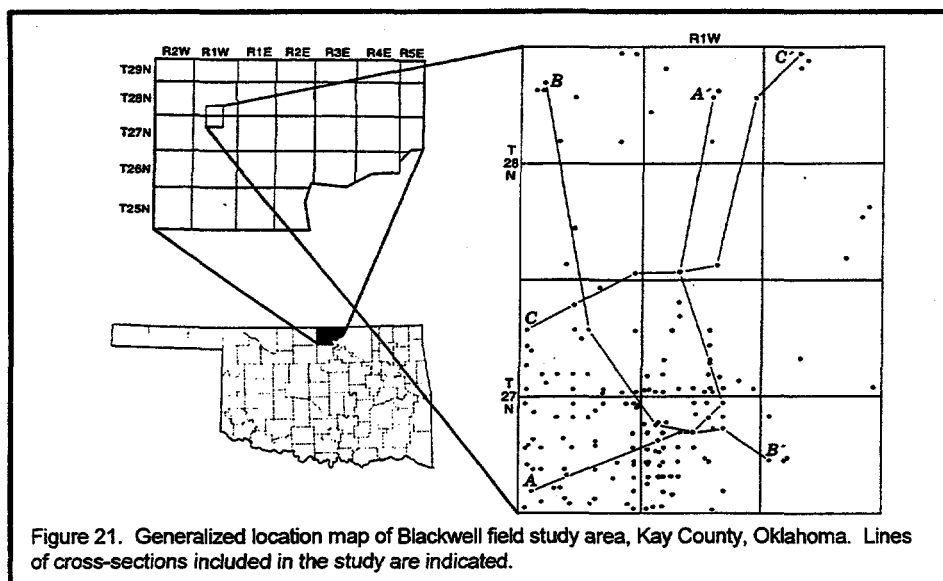 R2W R1W R1E R2E R3E R4E R5E
T29N
T28N
T27N
T26N
T25N
R1W
C´
B
A´
T
28
N
C
T
27
N
A
B´
Figure 21. Generalized location map of Blackwell field study area, Kay County, Oklahoma. Lines
of cross-sections included in the study are indicated.